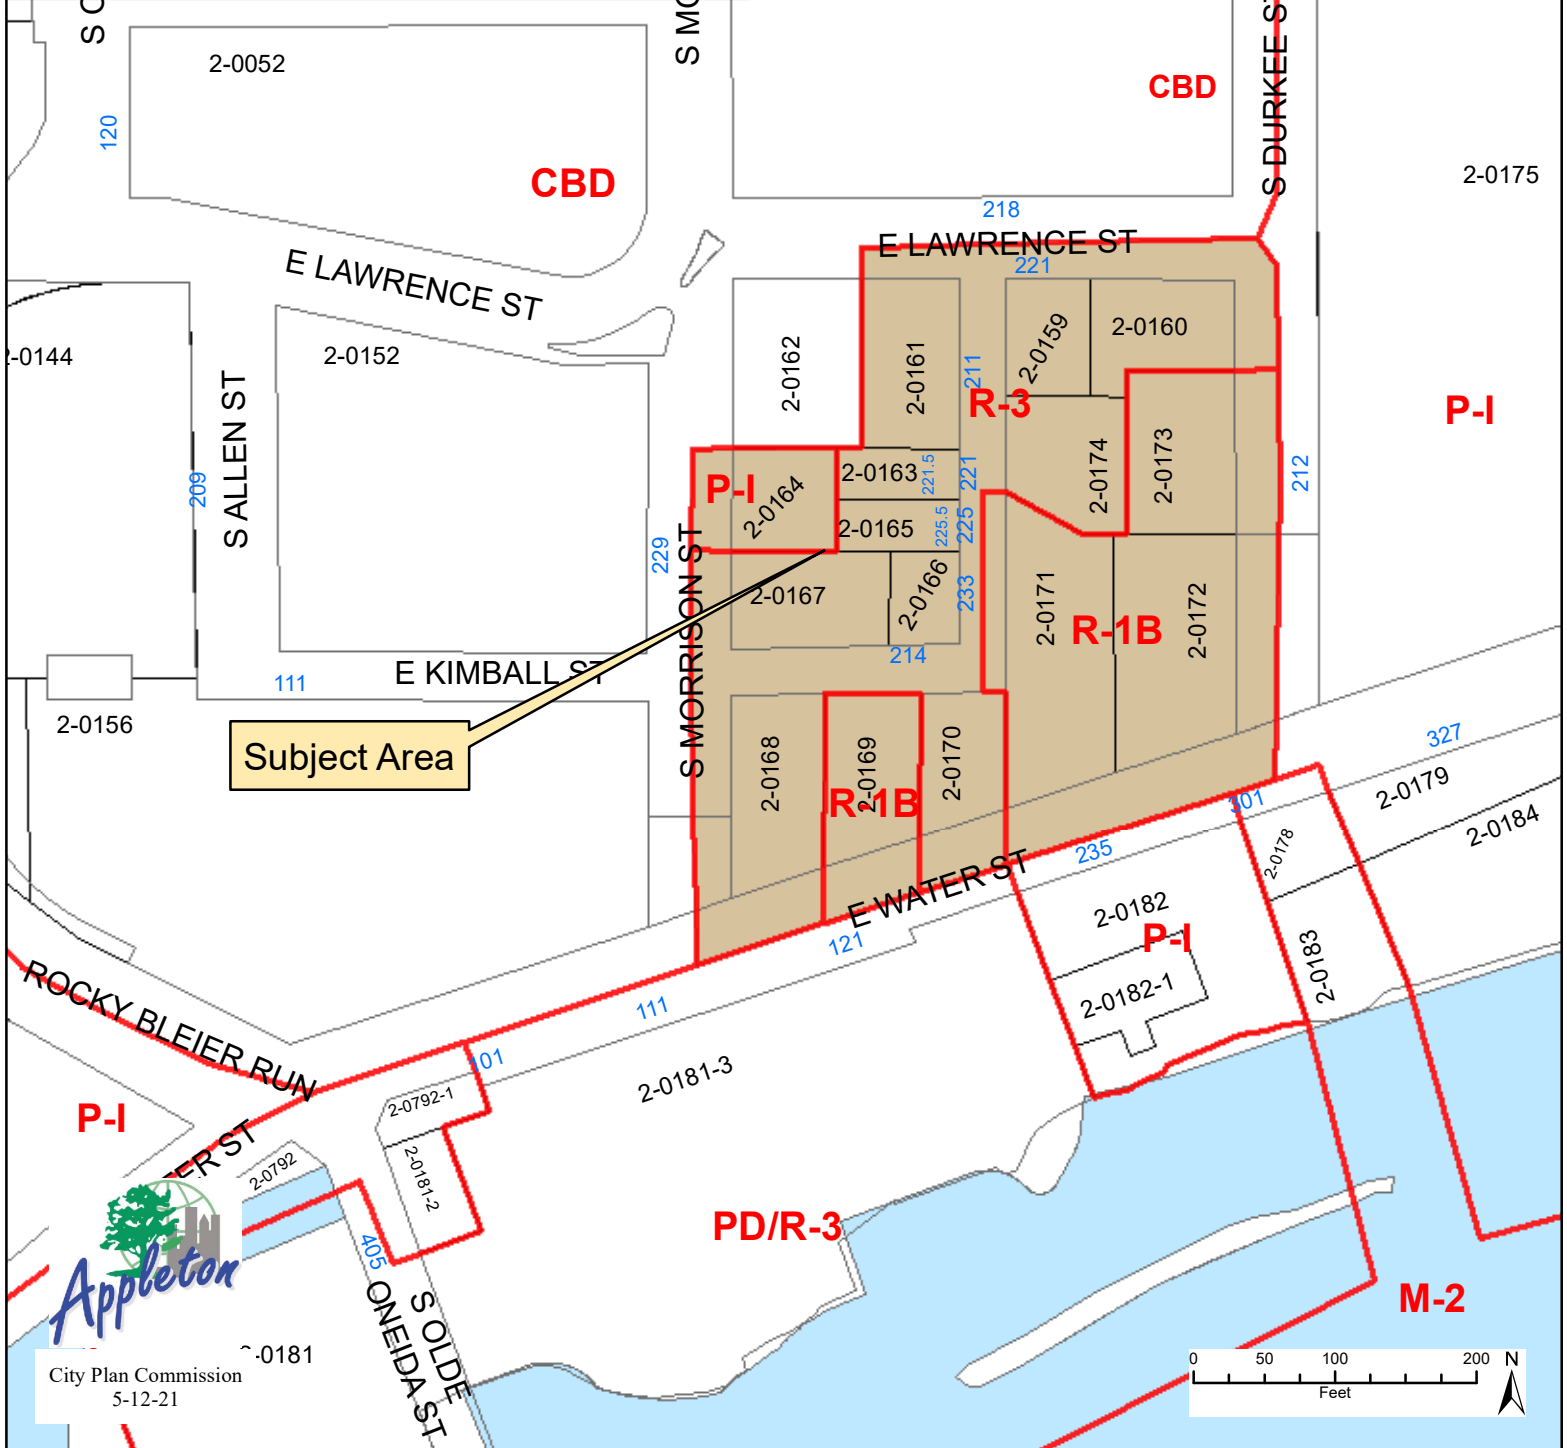 2-0052
S MO
S DURKEE S
CBD
120
2-0175
CBD
218
E LAWRENCE ST
E LAWRENCE ST
221
2-0144
2-0152
2-0162
2-0161
211
2-0159
2-0160
R-3
P-I
S ALLEN ST
209
2-0163
221.5
221
2-0174
2-0173
212
P-I
2-0164
2-0165
225.5
225
229
S MORRISON ST
2-0167
2-0166
233
2-0171
R-1B
2-0172
214
E KIMBALL ST
111
2-0156
Subject Area
2-0168
2-0169
R-1B
2-0170
327
2-0179
301
2-0184
235
2-0178
E WATER ST
121
2-0182
P-I
2-0183
2-0182-1
ROCKY BLEIER RUN
111
101
2-0181-3
2-0792-1
P-I
ER ST
2-0792
2-0181-2
PD/R-3
405
Appleton
S OLDE
ONEIDA ST
M-2
-0181
City Plan Commission
5-12-21
0 50 100 200
Feet
N